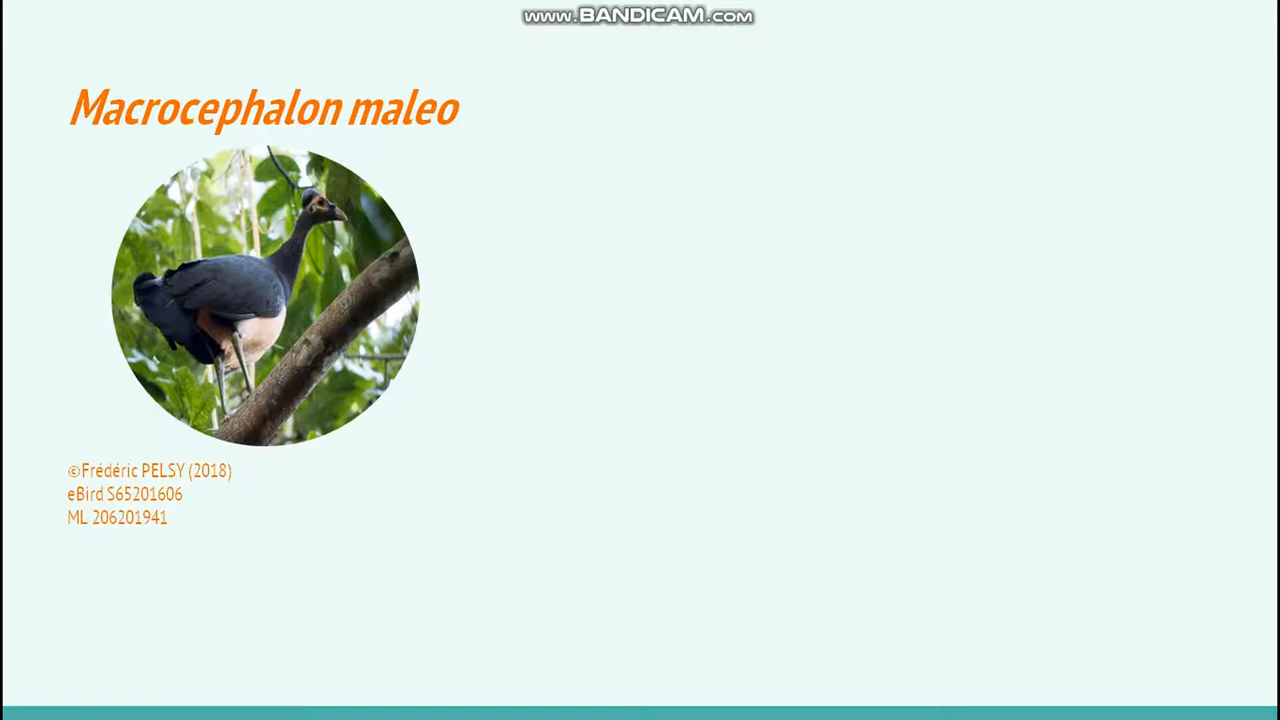 www.BANDICAM.com
Macrocephalon maleo
©Frédéric PELSY (2018)
eBird S65201606
ML 206201941